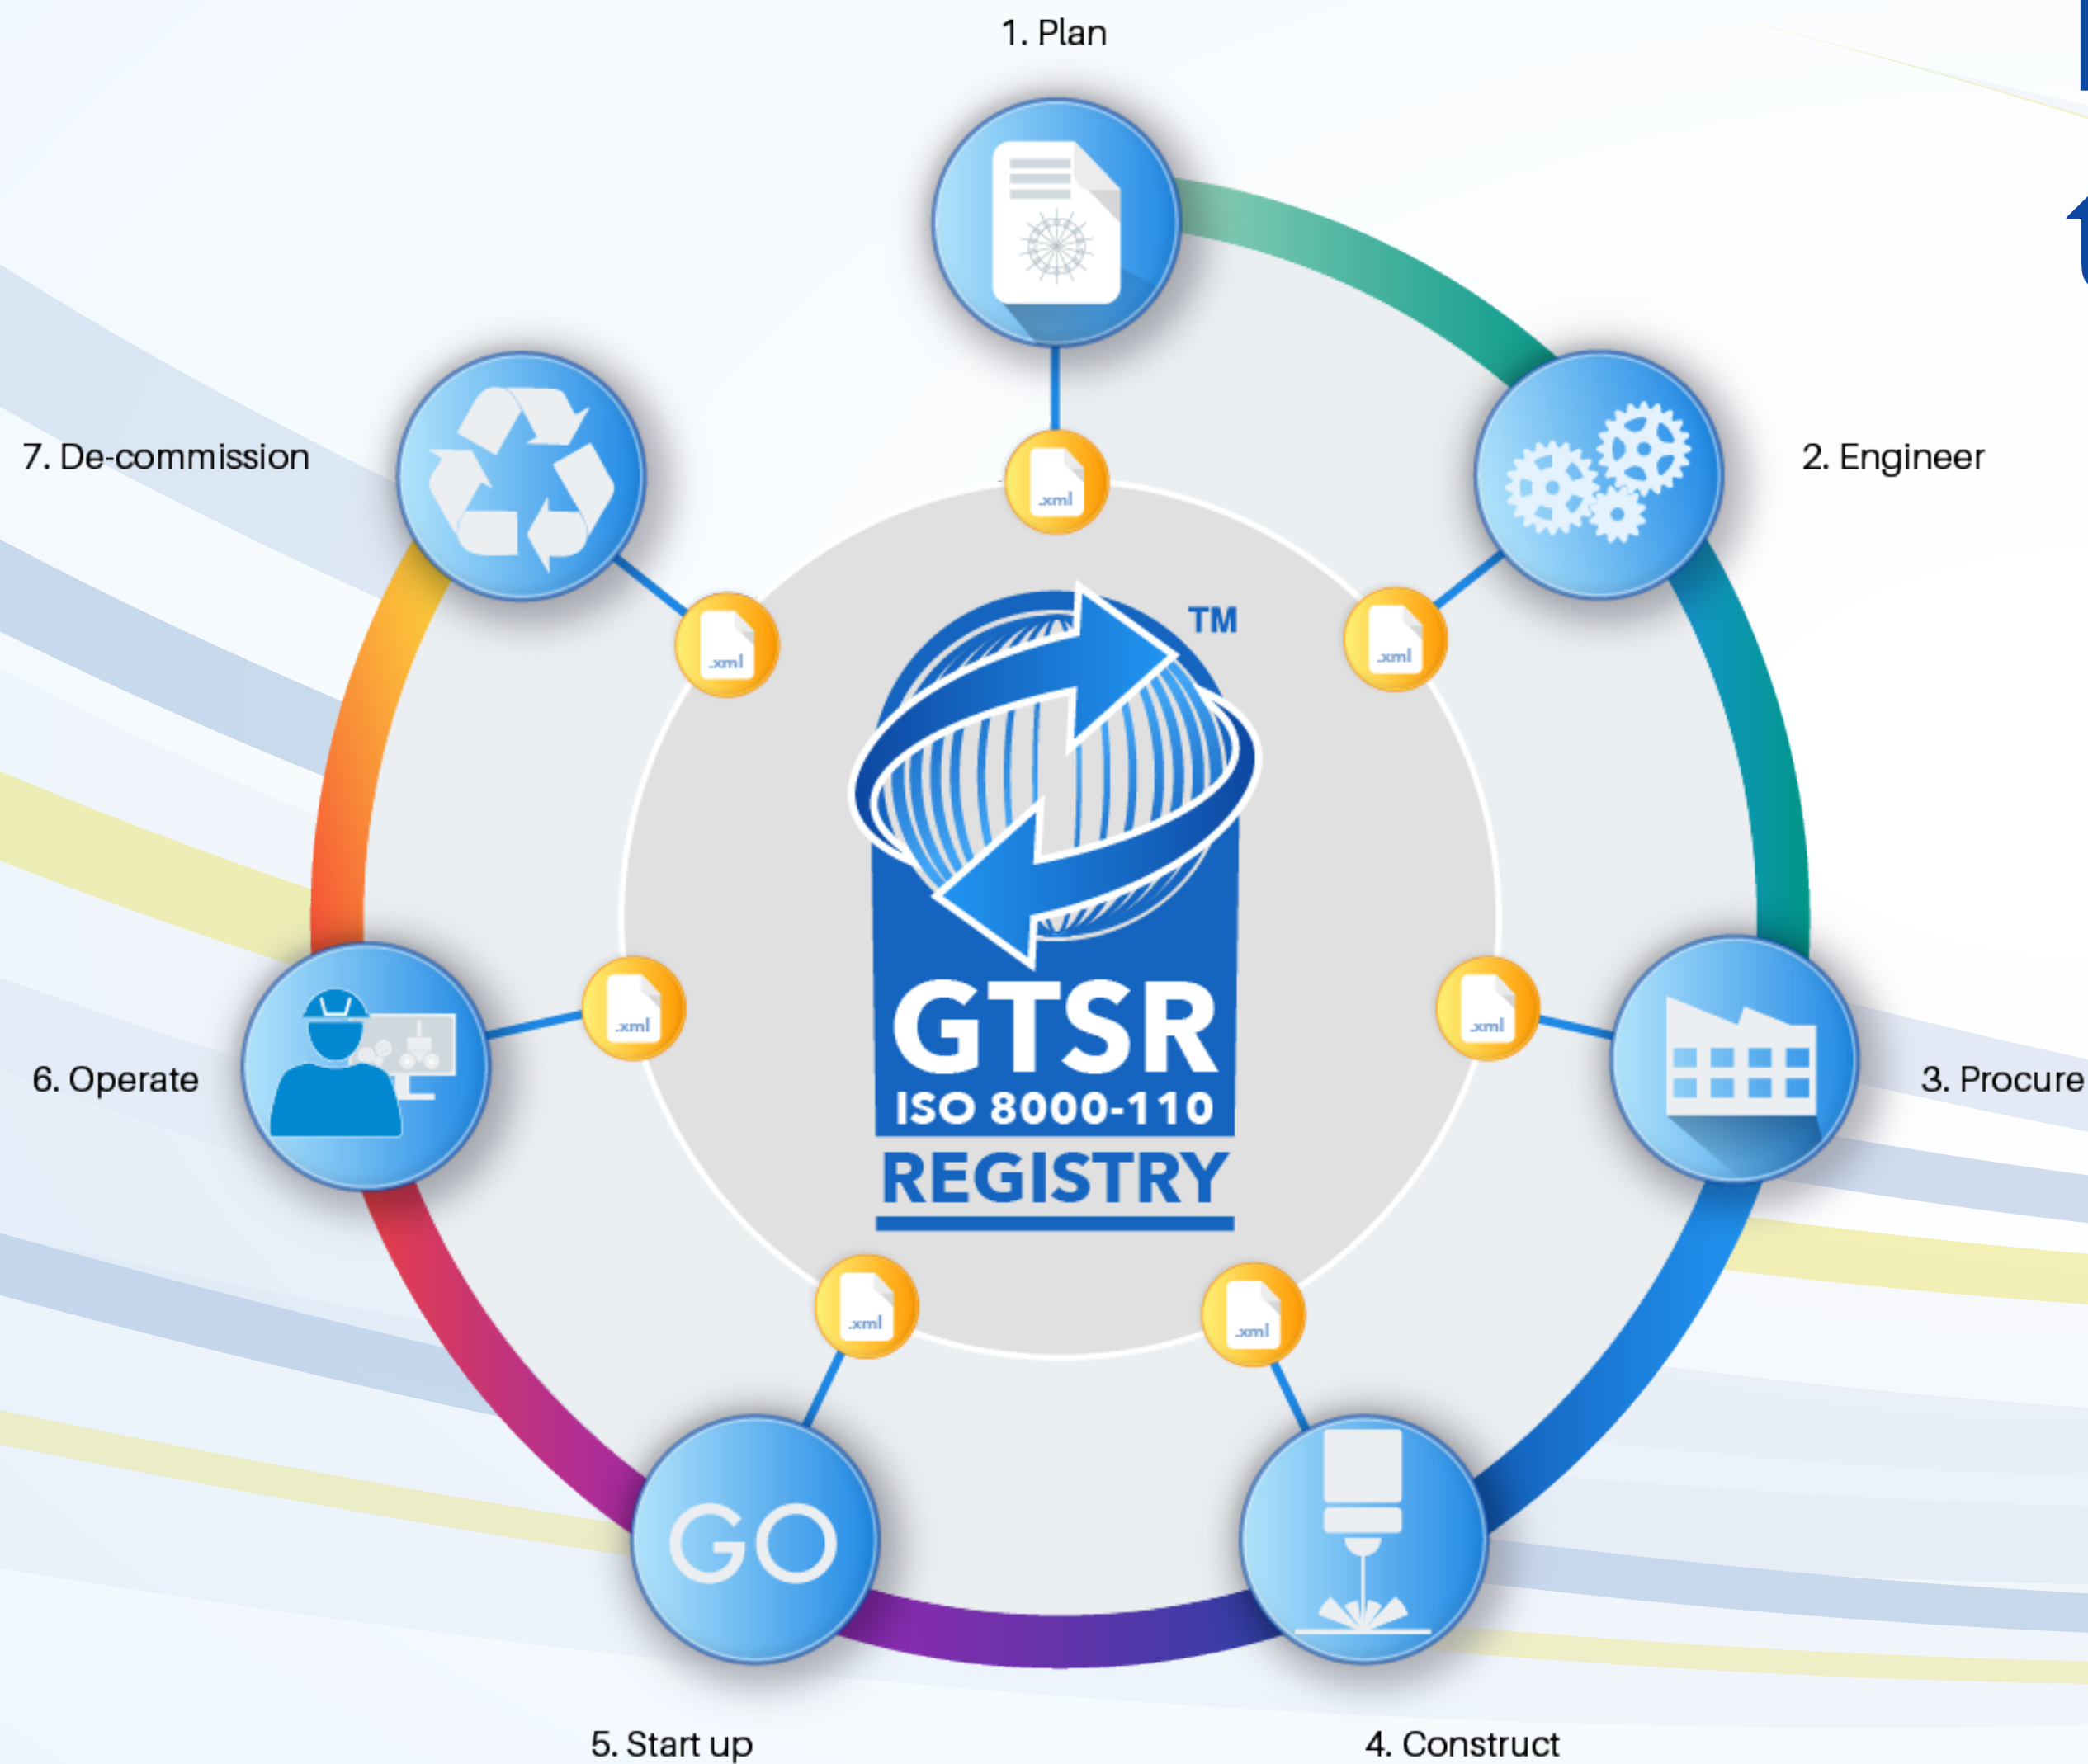 1. Plan
7. De-commission
2. Engineer
.xml
.xml
.xml
TM
.xml
.xml
GTSR
ISO 8000-110
REGISTRY
6. Operate
3. Procure
.xml
.xml
GO
5. Start up
4. Construct